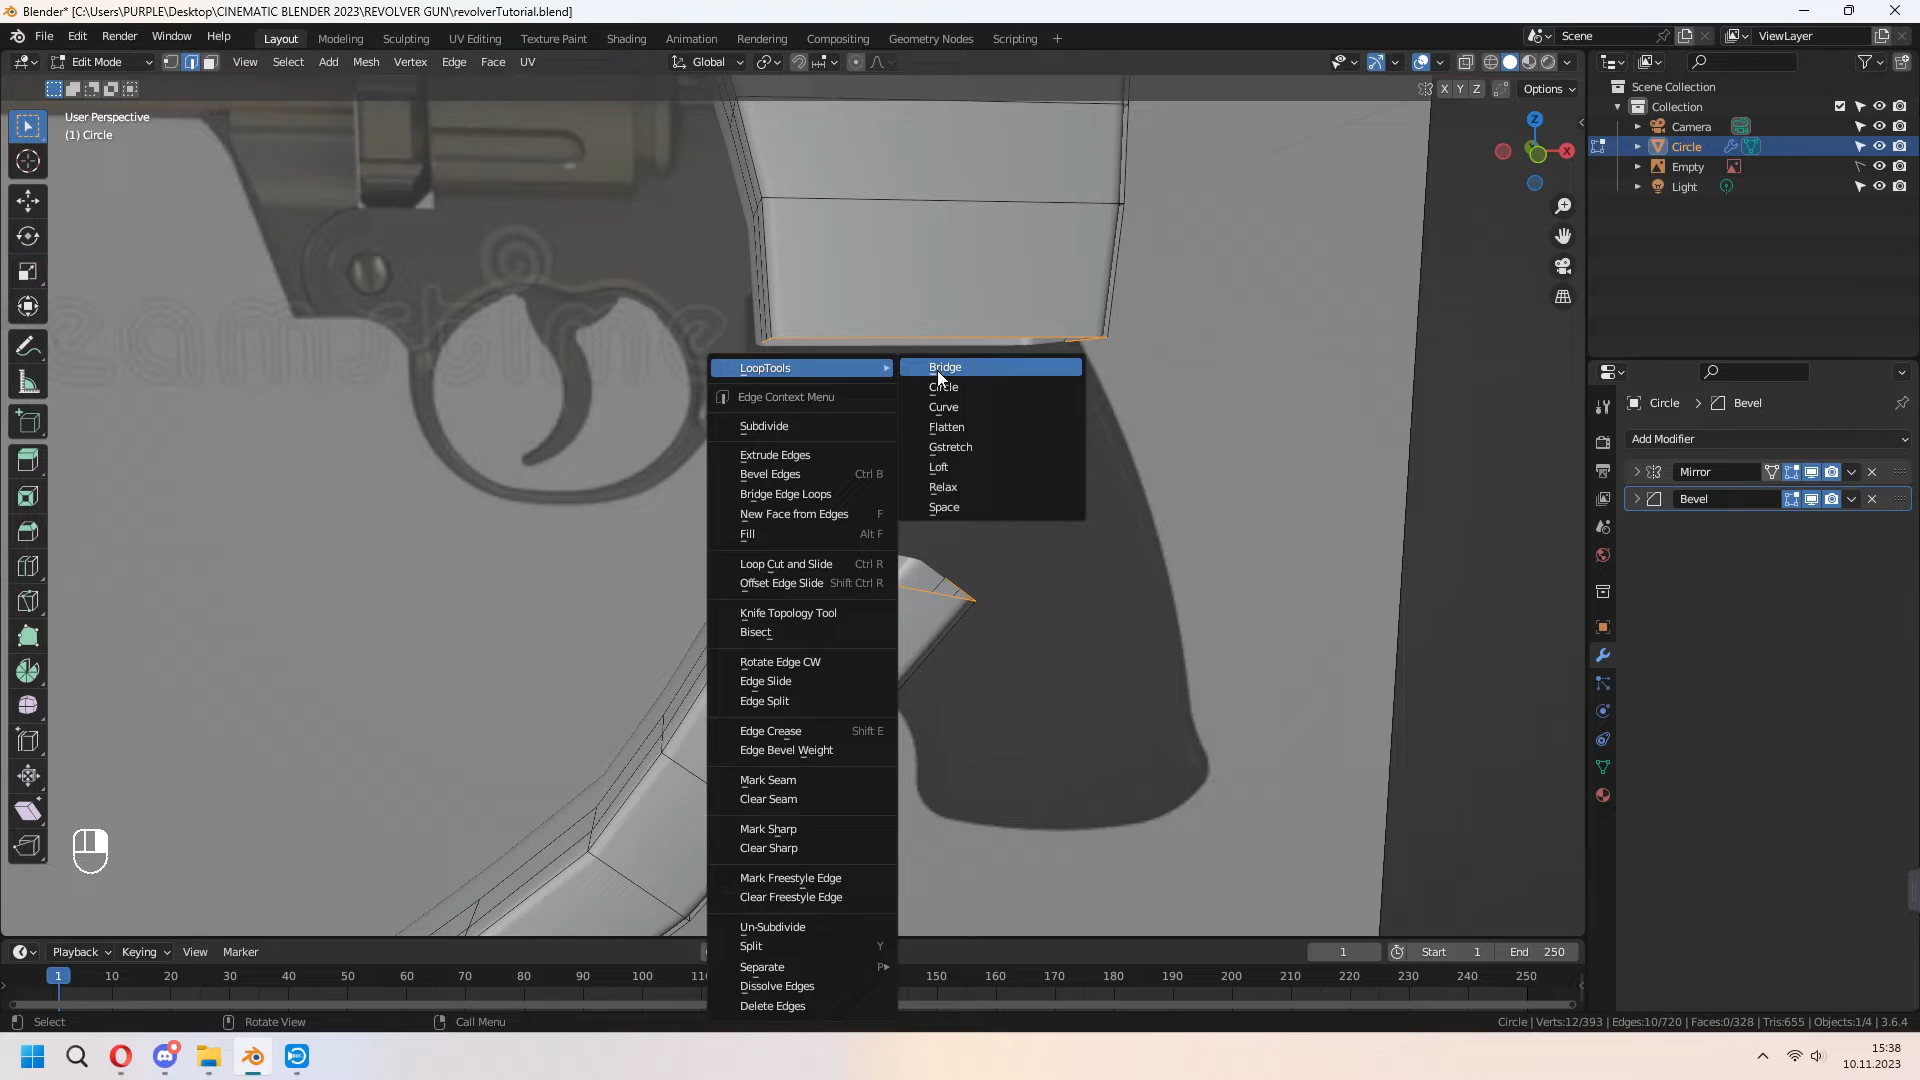 Blender* [C:\Users\PURPLE\Desktop\CINEMATIC BLENDER 2023\REVOLVER GUN\revolverTutorial.blend]
File Edit Render Window Help
Layout Modeling Sculpting UV Editing Texture Paint Shading Animation Rendering Compositing Geometry Nodes Scripting +
Scene ViewLayer
Edit Mode View Select Add Mesh Vertex Edge Face UV
Global
X Y Z Options
User Perspective
(1) Circle
Z
X
Scene Collection
Collection
Camera
Circle
Empty
Light
LoopTools
Edge Context Menu
Subdivide
Extrude Edges
Bevel Edges Ctrl B
Bridge Edge Loops
New Face from Edges F
Fill Alt F
Loop Cut and Slide Ctrl R
Offset Edge Slide Shift Ctrl R
Knife Topology Tool
Bisect
Rotate Edge CW
Edge Slide
Edge Split
Edge Crease Shift E
Edge Bevel Weight
Mark Seam
Clear Seam
Mark Sharp
Clear Sharp
Mark Freestyle Edge
Clear Freestyle Edge
Un-Subdivide
Split Y
Separate P
Dissolve Edges
Delete Edges
Bridge
Circle
Curve
Flatten
Gstretch
Loft
Relax
Space
Circle > Bevel
Add Modifier
Mirror
Bevel
Playback Keying View Marker
1 Start 1 End 250
1 10 20 30 40 50 60 70 80 90 100 150 160 170 180 190 200 210 220 230 240 250
Select Rotate View Call Menu
Circle | Verts:12/393 | Edges:10/720 | Faces:0/328 | Tris:655 | Objects:1/4 | 3.6.4
15:38
10.11.2023